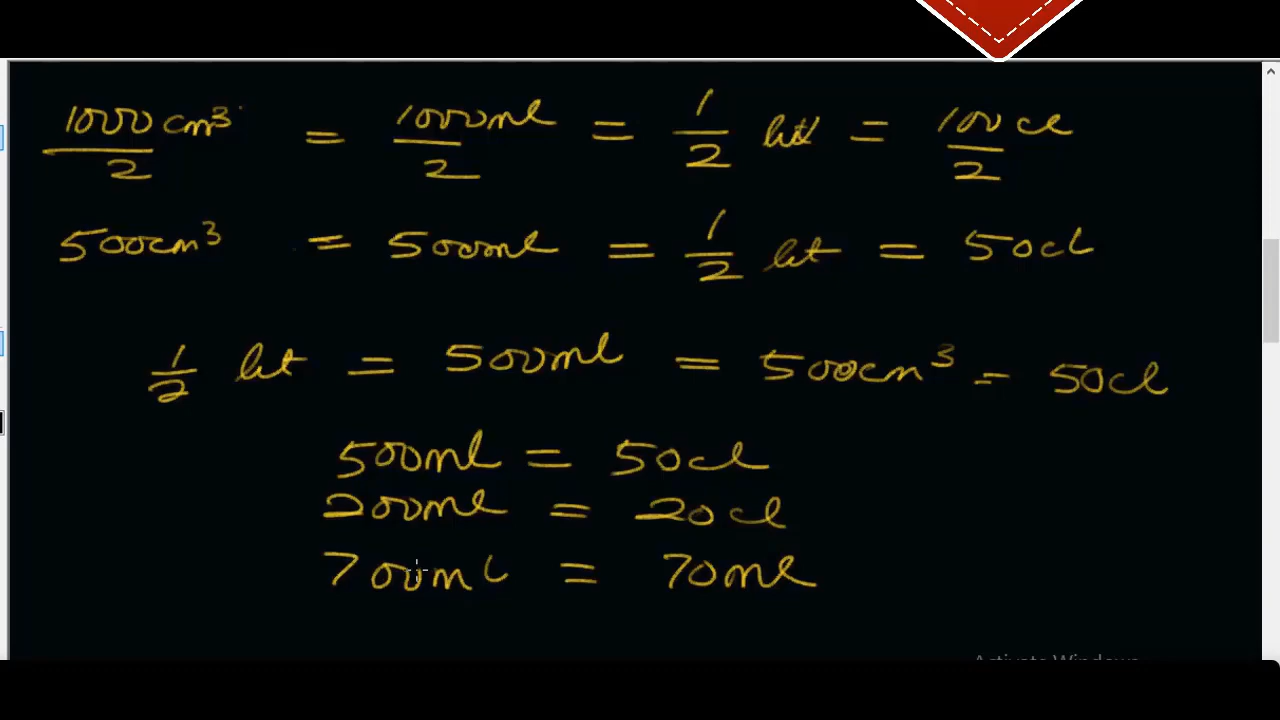 1000cm³/2 = 1000ml/2 = 1/2 lit = 100cl/2
500cm³ = 500ml = 1/2 lit = 50cl
1/2 lit = 500ml = 500cm³ = 50cl
500ml = 50cl
200ml = 20cl
700ml = 70ml